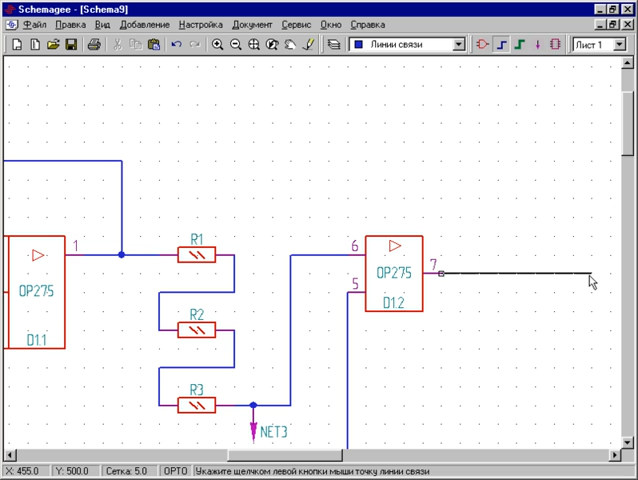 Schemagee - [Schema9]
Файл Правка Вид Добавление Настройка Документ Сервис Окно Справка
Линии связи Лист 1
1 R1 6 7
OP275 OP275
5
D1.1 R2 D1.2
R3
NET3
X: 455.0 Y: 500.0 Сетка: 5.0 ОРТО Укажите щелчком левой кнопки мыши точку линии связи